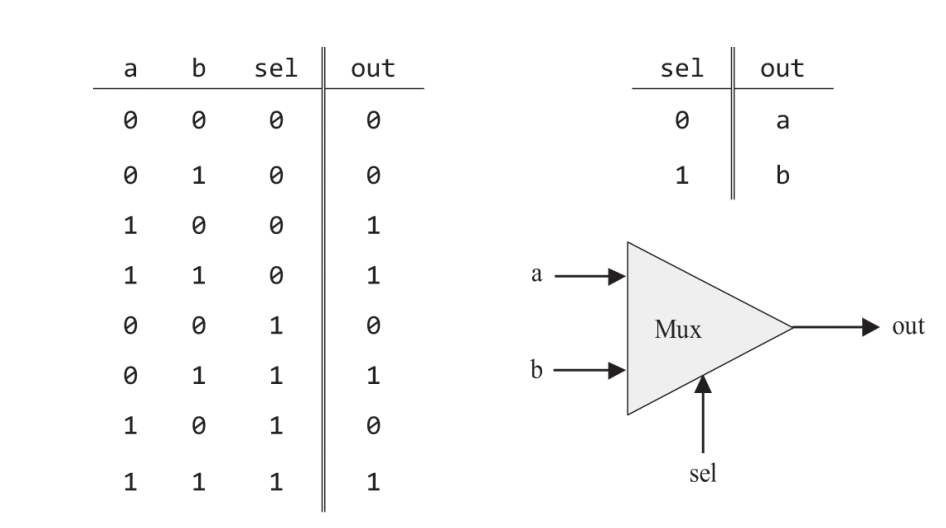 a b sel out
0 0 0 0
0 1 0 0
1 0 0 1
1 1 0 1
0 0 1 0
0 1 1 1
1 0 1 0
1 1 1 1
sel out
0 a
1 b
a
Mux
out
b
sel